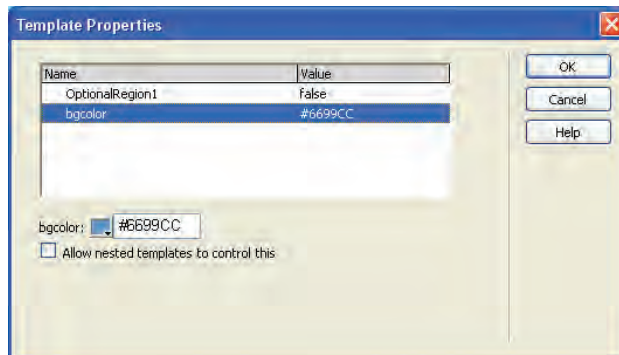 Template Properties
Name Value
OptionalRegion1 false
bgcolor #6699CC
OK
Cancel
Help
bgcolor: #6699CC
Allow nested templates to control this